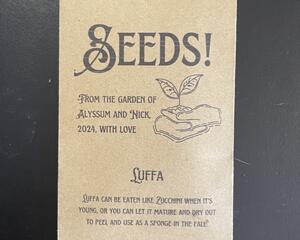 SEEDS!
FROM THE GARDEN OF
ALYSSUM AND NICK,
2024, WITH LOVE
LUFFA
LUFFA CAN BE EATEN LIKE ZUCCHINI WHEN IT'S
YOUNG, OR YOU CAN LET IT MATURE AND DRY OUT
TO PEEL AND USE AS A SPONGE IN THE FALL!